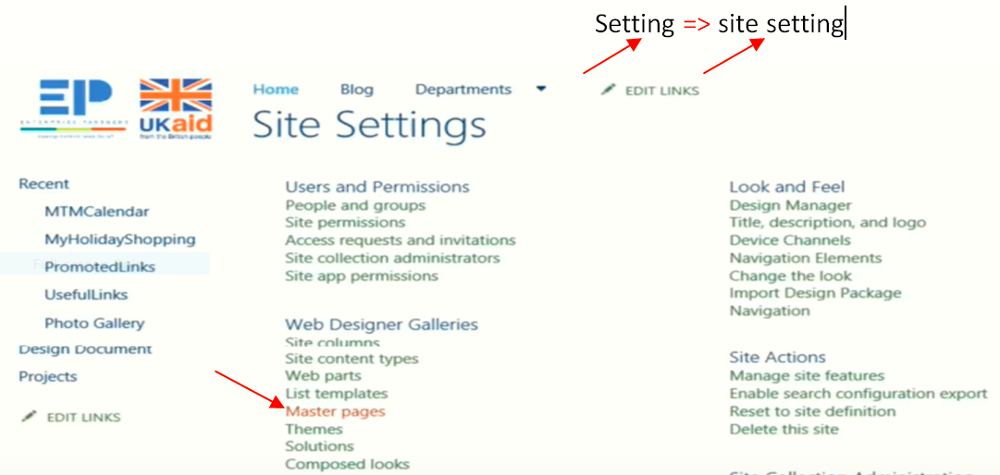 Setting => site setting
Home Blog Departments EDIT LINKS
EP
UKaid
from the British people
Site Settings
Recent
MTMCalendar
MyHolidayShopping
PromotedLinks
UsefulLinks
Photo Gallery
Design Document
Projects
EDIT LINKS
Users and Permissions
People and groups
Site permissions
Access requests and invitations
Site collection administrators
Site app permissions
Web Designer Galleries
Site columns
Site content types
Web parts
List templates
Master pages
Themes
Solutions
Composed looks
Look and Feel
Design Manager
Title, description, and logo
Device Channels
Navigation Elements
Change the look
Import Design Package
Navigation
Site Actions
Manage site features
Enable search configuration export
Reset to site definition
Delete this site
Site Collection Administration